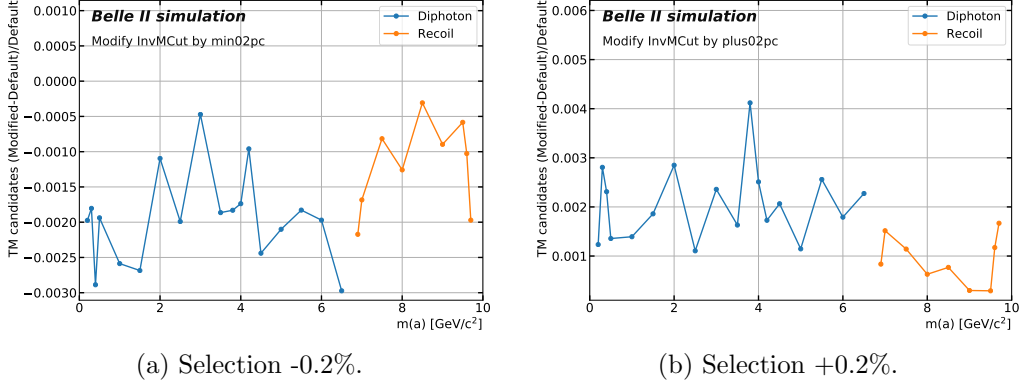 TM candidates (Modified-Default)/Default
0.0010
0.0005
0.0000
−0.0005
−0.0010
−0.0015
−0.0020
−0.0025
−0.0030
Belle II simulation
Modify InvMCut by min02pc
Diphoton
Recoil
0 2 4 6 8 10
m(a) [GeV/c²]
(a) Selection -0.2%.
TM candidates (Modified-Default)/Default
0.006
0.005
0.004
0.003
0.002
0.001
Belle II simulation
Modify InvMCut by plus02pc
Diphoton
Recoil
0 2 4 6 8 10
m(a) [GeV/c²]
(b) Selection +0.2%.